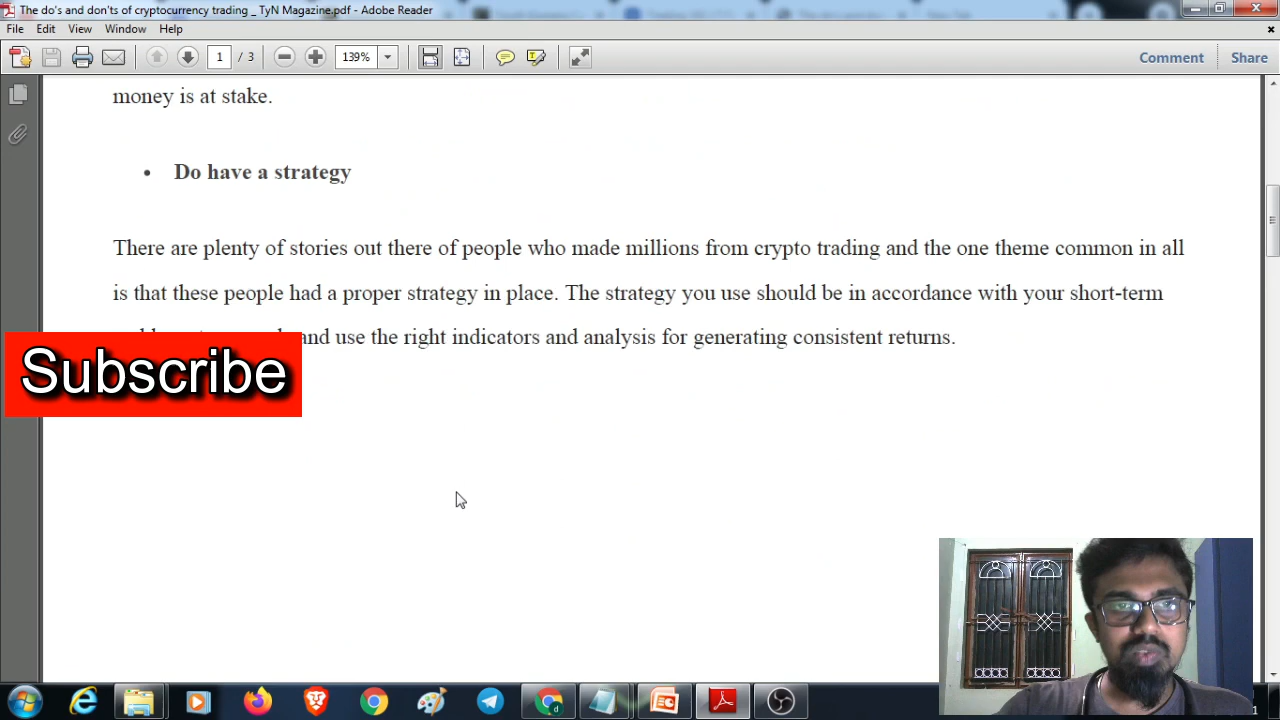 The do's and don'ts of cryptocurrency trading _ TyN Magazine.pdf - Adobe Reader
File Edit View Window Help
1 / 3 139% Comment Share
money is at stake.
• Do have a strategy
There are plenty of stories out there of people who made millions from crypto trading and the one theme common in all
is that these people had a proper strategy in place. The strategy you use should be in accordance with your short-term
and use the right indicators and analysis for generating consistent returns.
Subscribe